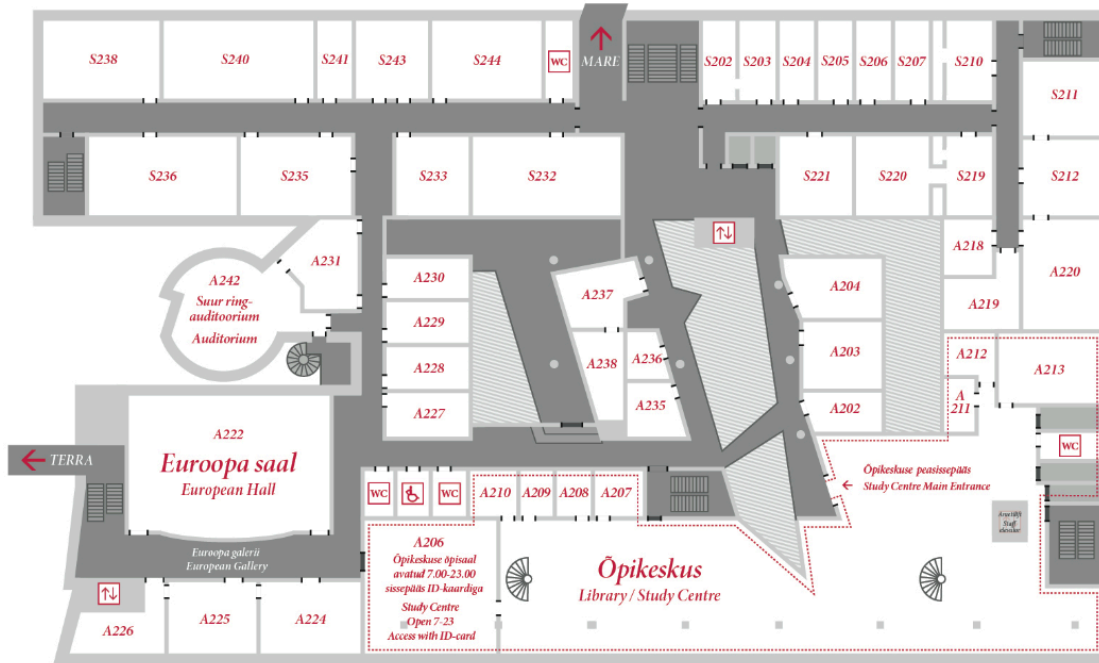 S238
S240
S241
S243
S244
WC
MARE
S202
S203
S204
S205
S206
S207
S210
S211
S236
S235
S233
S232
S221
S220
S219
S212
A242
Suur ring-
auditoorium
Auditorium
A231
A230
A229
A228
A227
A237
A238
A236
A235
A204
A203
A202
A218
A219
A220
A212
A213
A
211
WC
A222
Euroopa saal
European Hall
TERRA
Euroopa galerii
European Gallery
WC
WC
A210
A209
A208
A207
Õpikeskuse peasissepääs
Study Centre Main Entrance
A206
Õpikeskuse õpisaal
avatud 7.00-23.00
sissepääs ID-kaardiga
Study Centre
Open 7-23
Access with ID-card
Õpikeskus
Library / Study Centre
Staff
elevator
A226
A225
A224